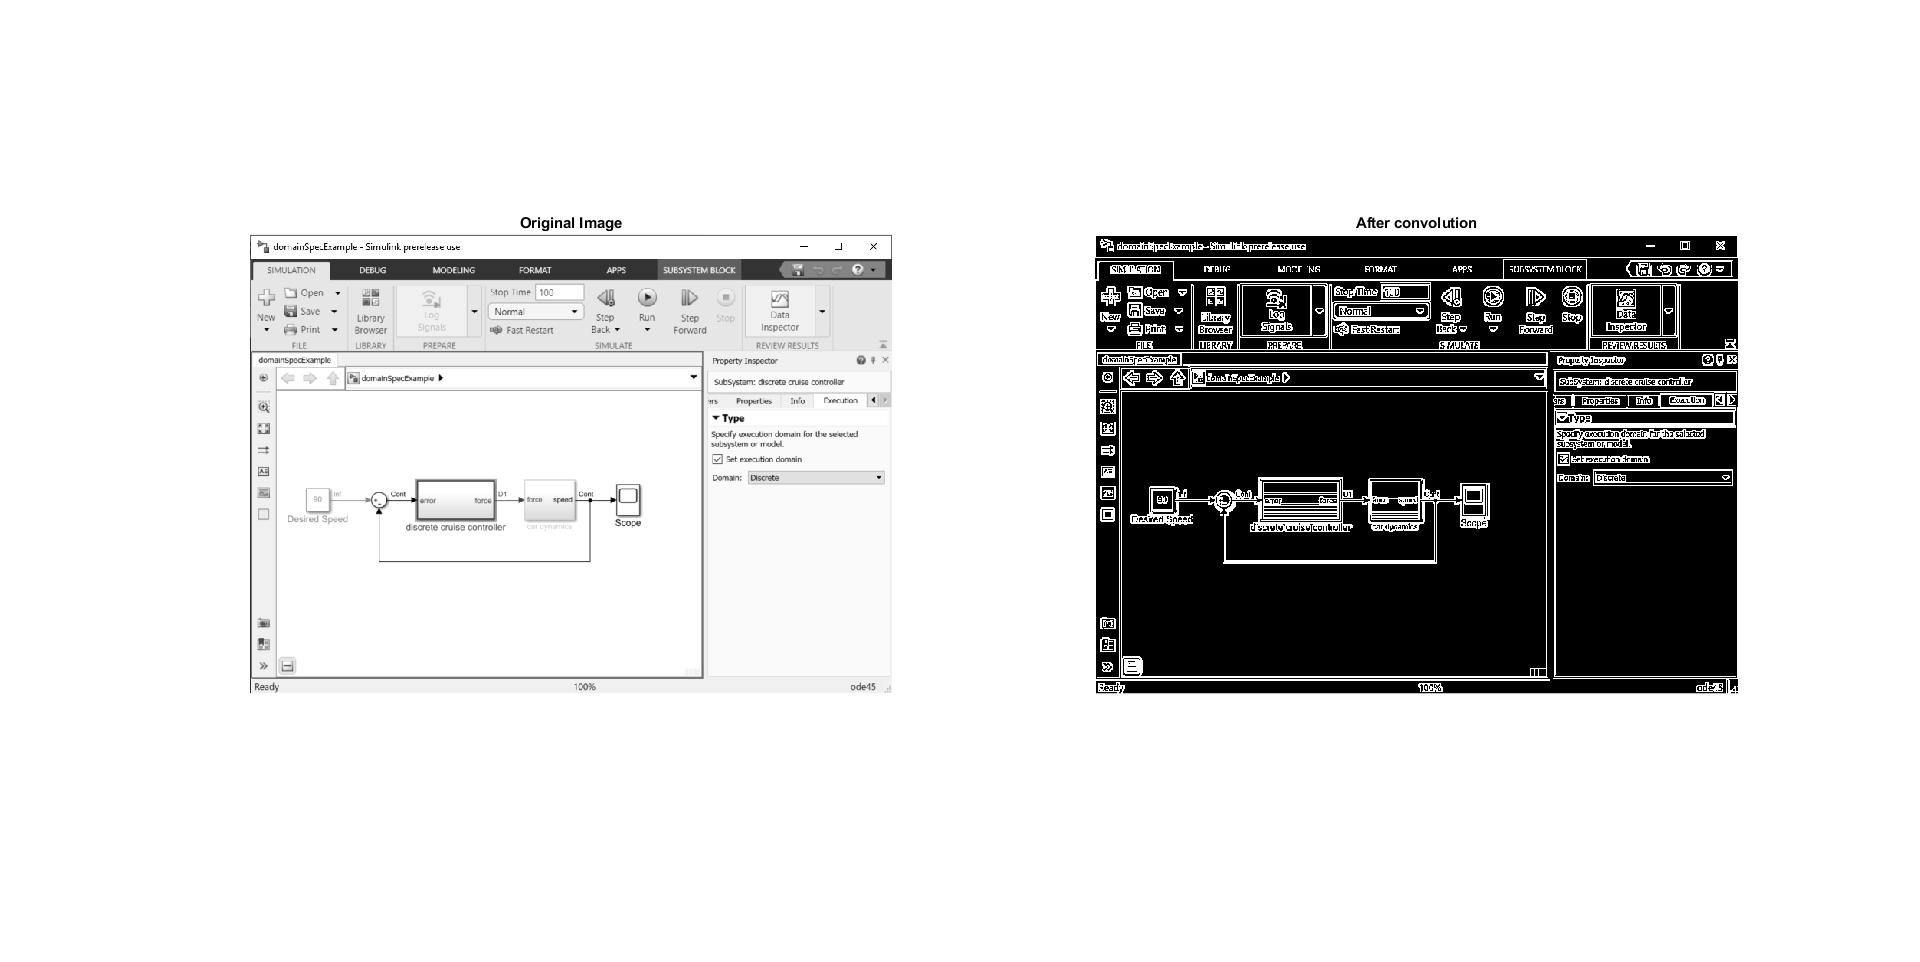 Original Image
domainSpecExample - Simulink prerelease use
SIMULATION DEBUG MODELING FORMAT APPS SUBSYSTEM BLOCK
New
Open
Save
Print
FILE
Library
Browser
LIBRARY
Log
Signals
PREPARE
Stop Time 100
Normal
Fast Restart
Step
Back
Run
Step
Forward
Stop
SIMULATE
Data
Inspector
REVIEW RESULTS
domainSpecExample
domainSpecExample
Property Inspector
SubSystem: discrete cruise controller
ers Properties Info Execution
Type
Specify execution domain for the selected
subsystem or model.
Set execution domain
Domain: Discrete
Inf
Desired Speed
Cont
error force
discrete cruise controller
D1
force speed
car dynamics
Cont
Scope
Ready 100% ode45
After convolution
domainSpecExample - Simulink prerelease use
SIMULATION DEBUG MODELING FORMAT APPS SUBSYSTEM BLOCK
New
Open
Save
Print
FILE
Library
Browser
LIBRARY
Log
Signals
PREPARE
Stop Time 100
Normal
Fast Restart
Step
Back
Run
Step
Forward
Stop
SIMULATE
Data
Inspector
REVIEW RESULTS
domainSpecExample
domainSpecExample
Property Inspector
SubSystem: discrete cruise controller
ers Properties Info Execution
Type
Specify execution domain for the selected
subsystem or model.
Set execution domain
Domain: Discrete
Desired Speed
Cont
error force
discrete cruise controller
D1
force speed
car dynamics
Cont
Scope
Ready 100% ode45